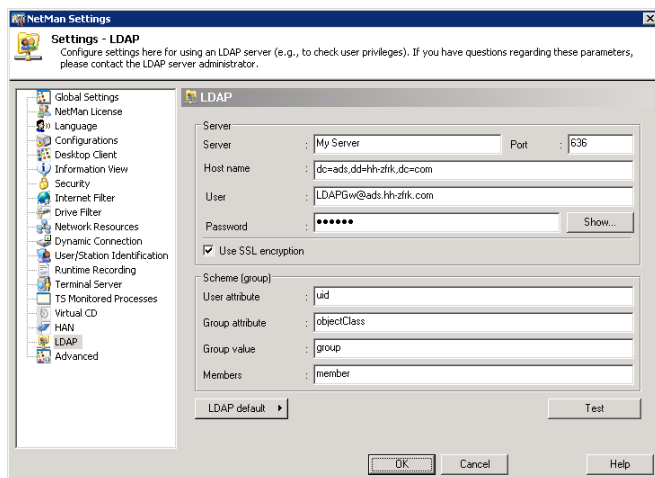 NetMan Settings
Settings - LDAP
Configure settings here for using an LDAP server (e.g., to check user privileges). If you have questions regarding these parameters,
please contact the LDAP server administrator.
Global Settings
NetMan License
Language
Configurations
Desktop Client
Information View
Security
Internet Filter
Drive Filter
Network Resources
Dynamic Connection
User/Station Identification
Runtime Recording
Terminal Server
TS Monitored Processes
Virtual CD
HAN
LDAP
Advanced
LDAP
Server
Server : My Server Port : 636
Host name : dc=ads,dd=hh-zfrk,dc=com
User : LDAPGw@ads.hh-zfrk.com
Password : ●●●●●● Show...
Use SSL encryption
Scheme (group)
User attribute : uid
Group attribute : objectClass
Group value : group
Members : member
LDAP default Test
OK Cancel Help